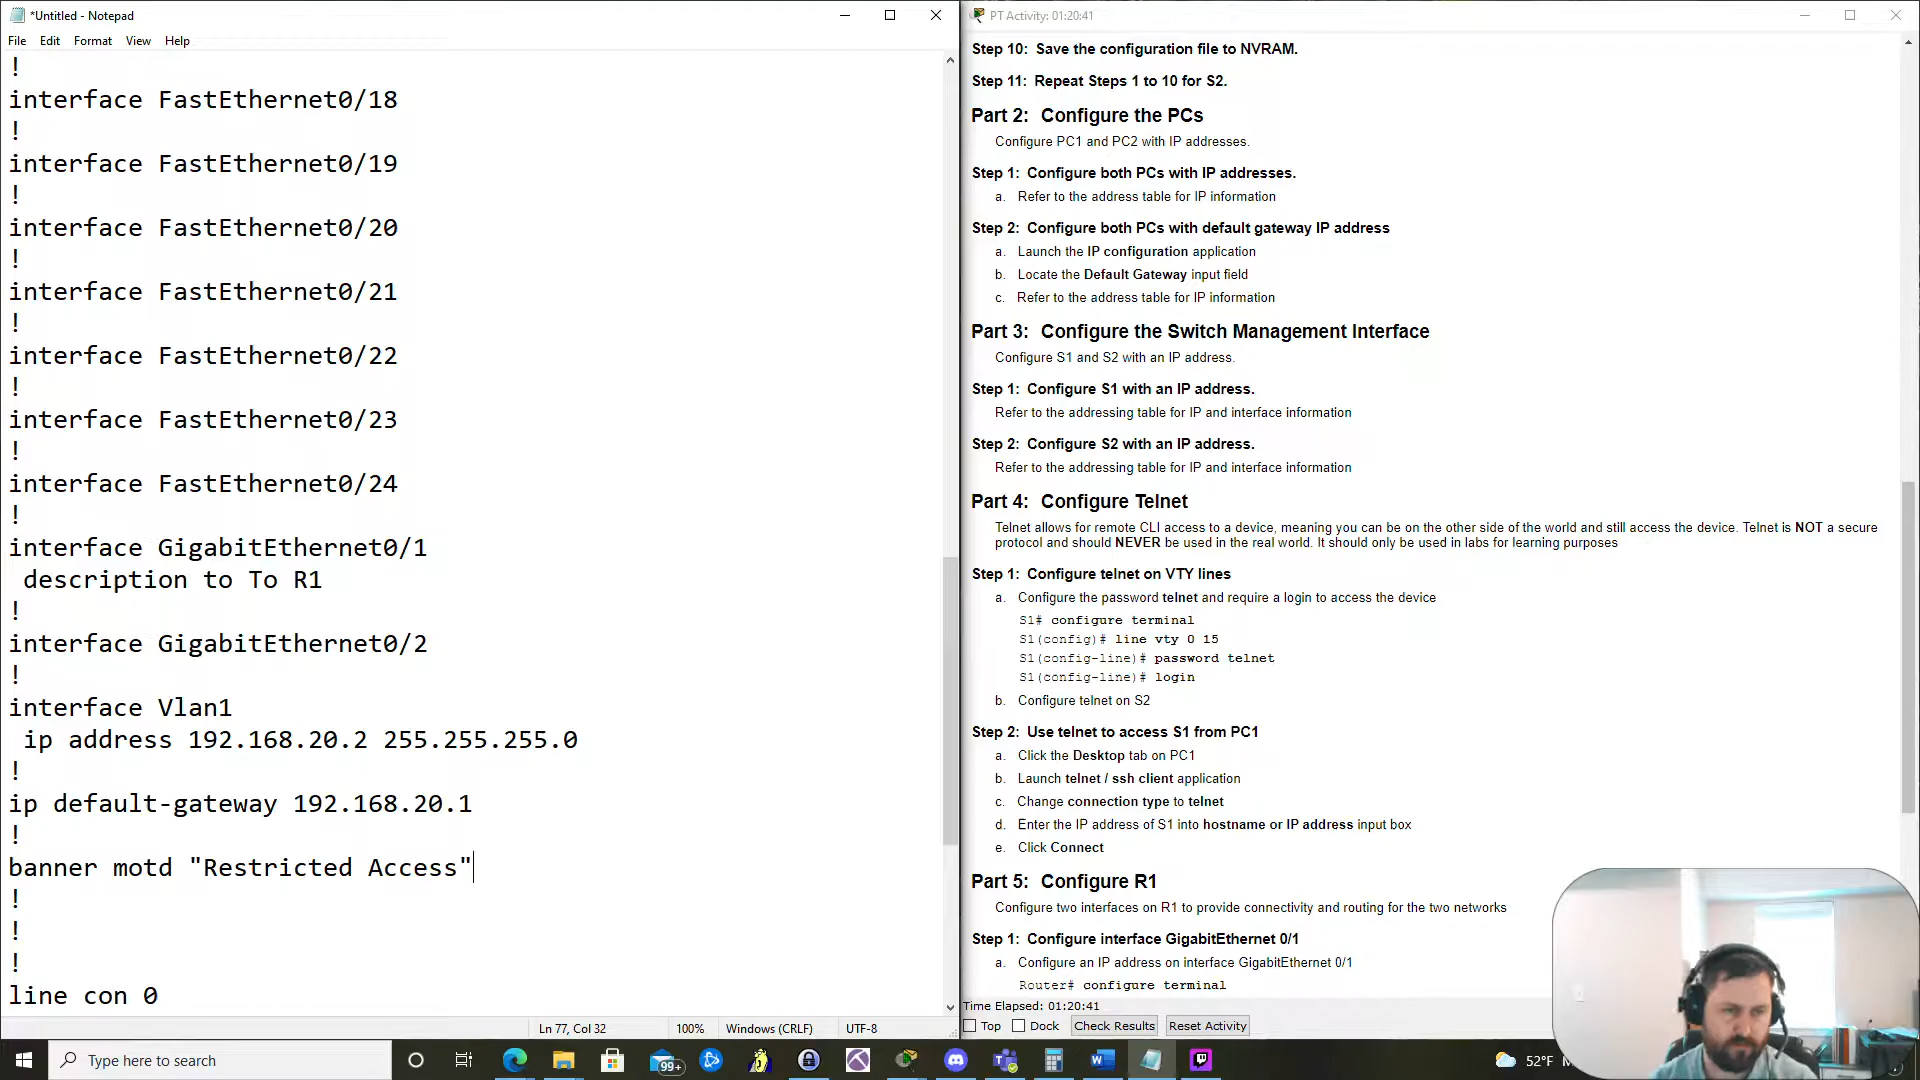 *Untitled - Notepad
File Edit Format View Help
!
interface FastEthernet0/18
!
interface FastEthernet0/19
!
interface FastEthernet0/20
!
interface FastEthernet0/21
!
interface FastEthernet0/22
!
interface FastEthernet0/23
!
interface FastEthernet0/24
!
interface GigabitEthernet0/1
description to To R1
!
interface GigabitEthernet0/2
!
interface Vlan1
ip address 192.168.20.2 255.255.255.0
!
ip default-gateway 192.168.20.1
!
banner motd "Restricted Access"
!
!
!
line con 0
Ln 77, Col 32 100% Windows (CRLF) UTF-8
PT Activity: 01:20:41
Step 10: Save the configuration file to NVRAM.
Step 11: Repeat Steps 1 to 10 for S2.
Part 2: Configure the PCs
Configure PC1 and PC2 with IP addresses.
Step 1: Configure both PCs with IP addresses.
a. Refer to the address table for IP information
Step 2: Configure both PCs with default gateway IP address
a. Launch the IP configuration application
b. Locate the Default Gateway input field
c. Refer to the address table for IP information
Part 3: Configure the Switch Management Interface
Configure S1 and S2 with an IP address.
Step 1: Configure S1 with an IP address.
Refer to the addressing table for IP and interface information
Step 2: Configure S2 with an IP address.
Refer to the addressing table for IP and interface information
Part 4: Configure Telnet
Telnet allows for remote CLI access to a device, meaning you can be on the other side of the world and still access the device. Telnet is NOT a secure
protocol and should NEVER be used in the real world. It should only be used in labs for learning purposes
Step 1: Configure telnet on VTY lines
a. Configure the password telnet and require a login to access the device
S1# configure terminal
S1(config)# line vty 0 15
S1(config-line)# password telnet
S1(config-line)# login
b. Configure telnet on S2
Step 2: Use telnet to access S1 from PC1
a. Click the Desktop tab on PC1
b. Launch telnet / ssh client application
c. Change connection type to telnet
d. Enter the IP address of S1 into hostname or IP address input box
e. Click Connect
Part 5: Configure R1
Configure two interfaces on R1 to provide connectivity and routing for the two networks
Step 1: Configure interface GigabitEthernet 0/1
a. Configure an IP address on interface GigabitEthernet 0/1
Router# configure terminal
Time Elapsed: 01:20:41
Top Dock Check Results Reset Activity
Type here to search
99+
52°F